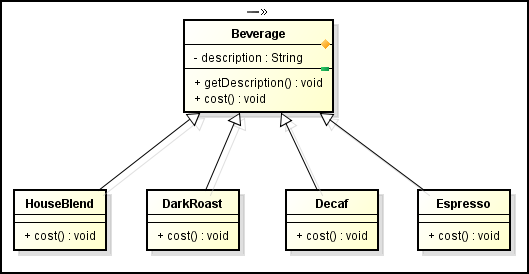 —»
Beverage
- description : String
+ getDescription() : void
+ cost() : void
HouseBlend
+ cost() : void
DarkRoast
+ cost() : void
Decaf
+ cost() : void
Espresso
+ cost() : void